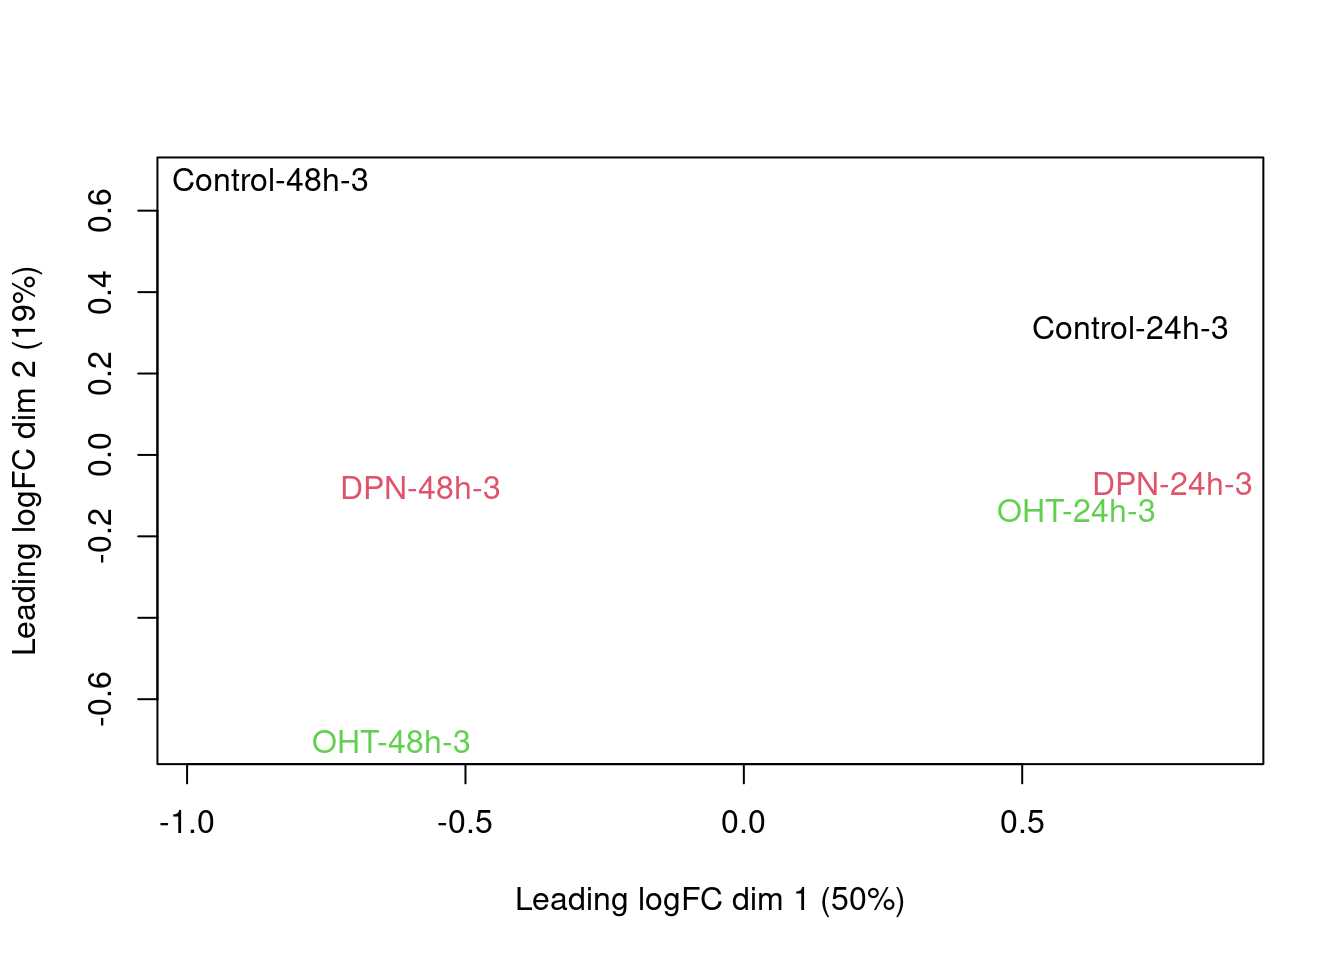 Control-48h-3
Control-24h-3
DPN-48h-3
DPN-24h-3
OHT-24h-3
OHT-48h-3
0.6
0.4
0.2
0.0
-0.2
-0.6
Leading logFC dim 2 (19%)
-1.0 -0.5 0.0 0.5
Leading logFC dim 1 (50%)